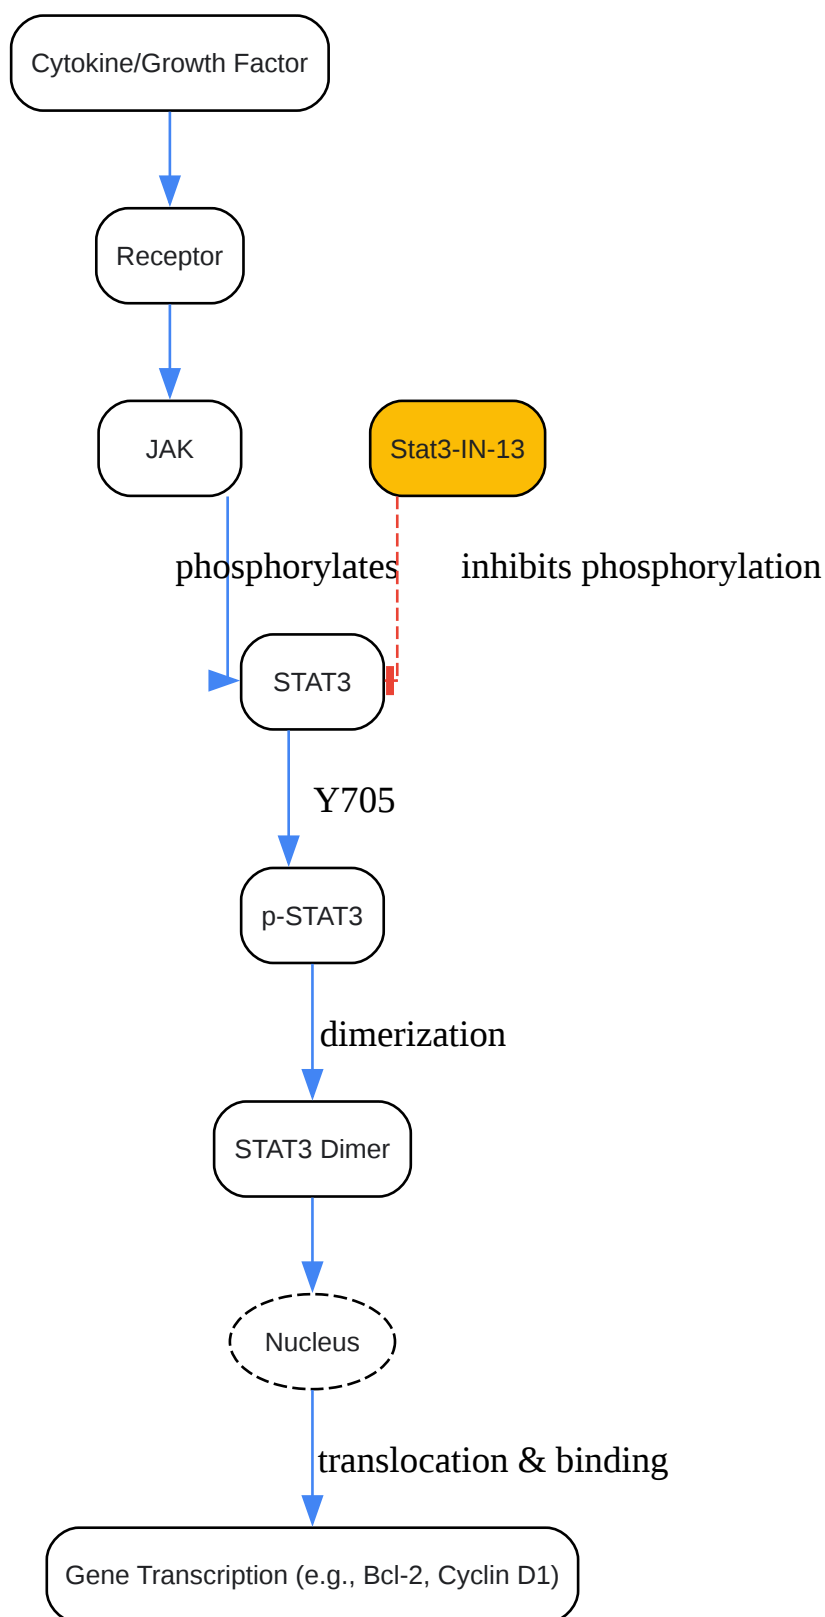 Cytokine/Growth Factor
Receptor
JAK
Stat3-IN-13
phosphorylates
inhibits phosphorylation
STAT3
Y705
p-STAT3
dimerization
STAT3 Dimer
Nucleus
translocation & binding
Gene Transcription (e.g., Bcl-2, Cyclin D1)